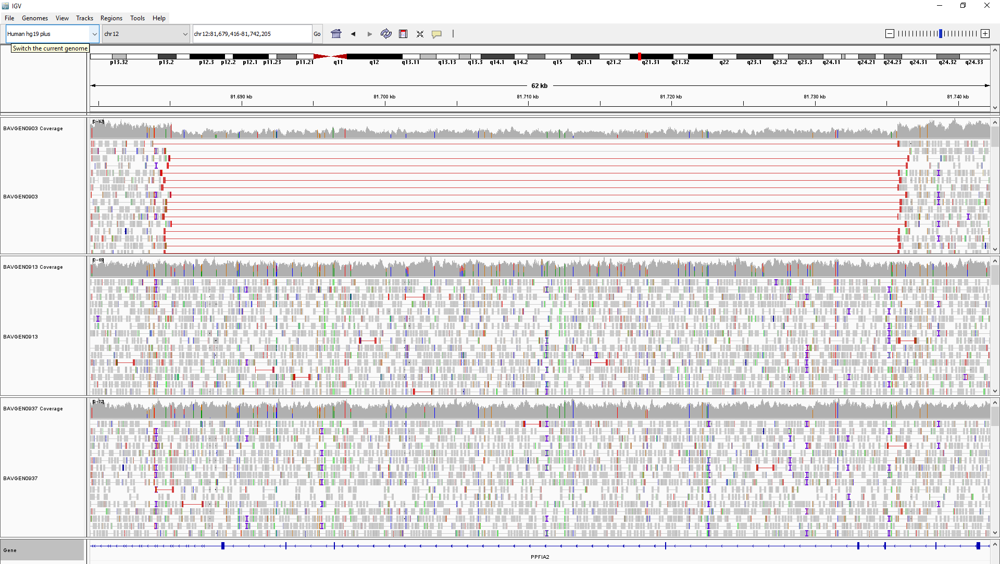 IGV
File Genomes View Tracks Regions Tools Help
Human hg19 plus chr12 chr12:81,679,416-81,742,205 Go
Switch the current genome
p13.32 p13.2 p12.3 p12.2 p12.1 p11.23 p11.21 q11 q12 q13.11 q13.13 q13.3 q14.1 q14.2 q15 q21.1 q21.2 q21.31 q21.32 q22 q23.1 q23.2 q23.3 q24.11 q24.21 q24.23 q24.31 q24.32 q24.33
62 kb
81.690 kb 81.700 kb 81.710 kb 81.720 kb 81.730 kb 81.740 kb
[0-63]
BAVGEN0903 Coverage
BAVGEN0903
[0-69]
BAVGEN0913 Coverage
BAVGEN0913
[0-72]
BAVGEN0937 Coverage
BAVGEN0937
Gene
PPFIA2